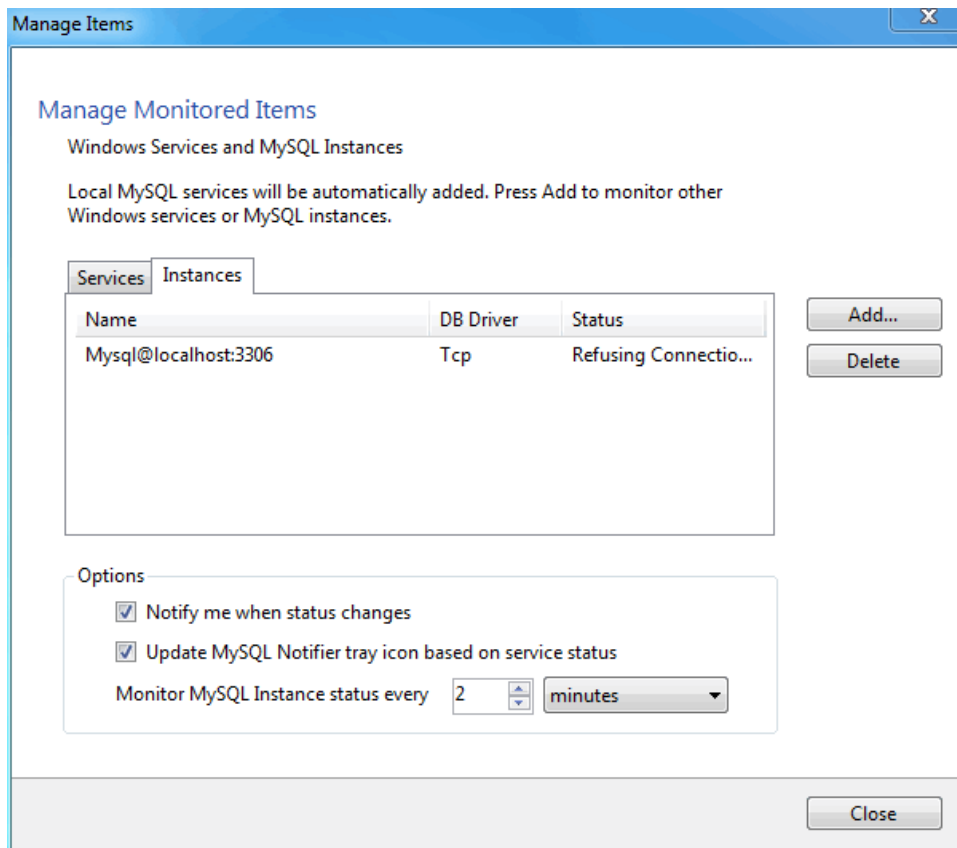 Manage Items
X
Manage Monitored Items
Windows Services and MySQL Instances
Local MySQL services will be automatically added. Press Add to monitor other
Windows services or MySQL instances.
Services Instances
Name DB Driver Status
Mysql@localhost:3306 Tcp Refusing Connectio...
Add...
Delete
Options
Notify me when status changes
Update MySQL Notifier tray icon based on service status
Monitor MySQL Instance status every 2 minutes
Close